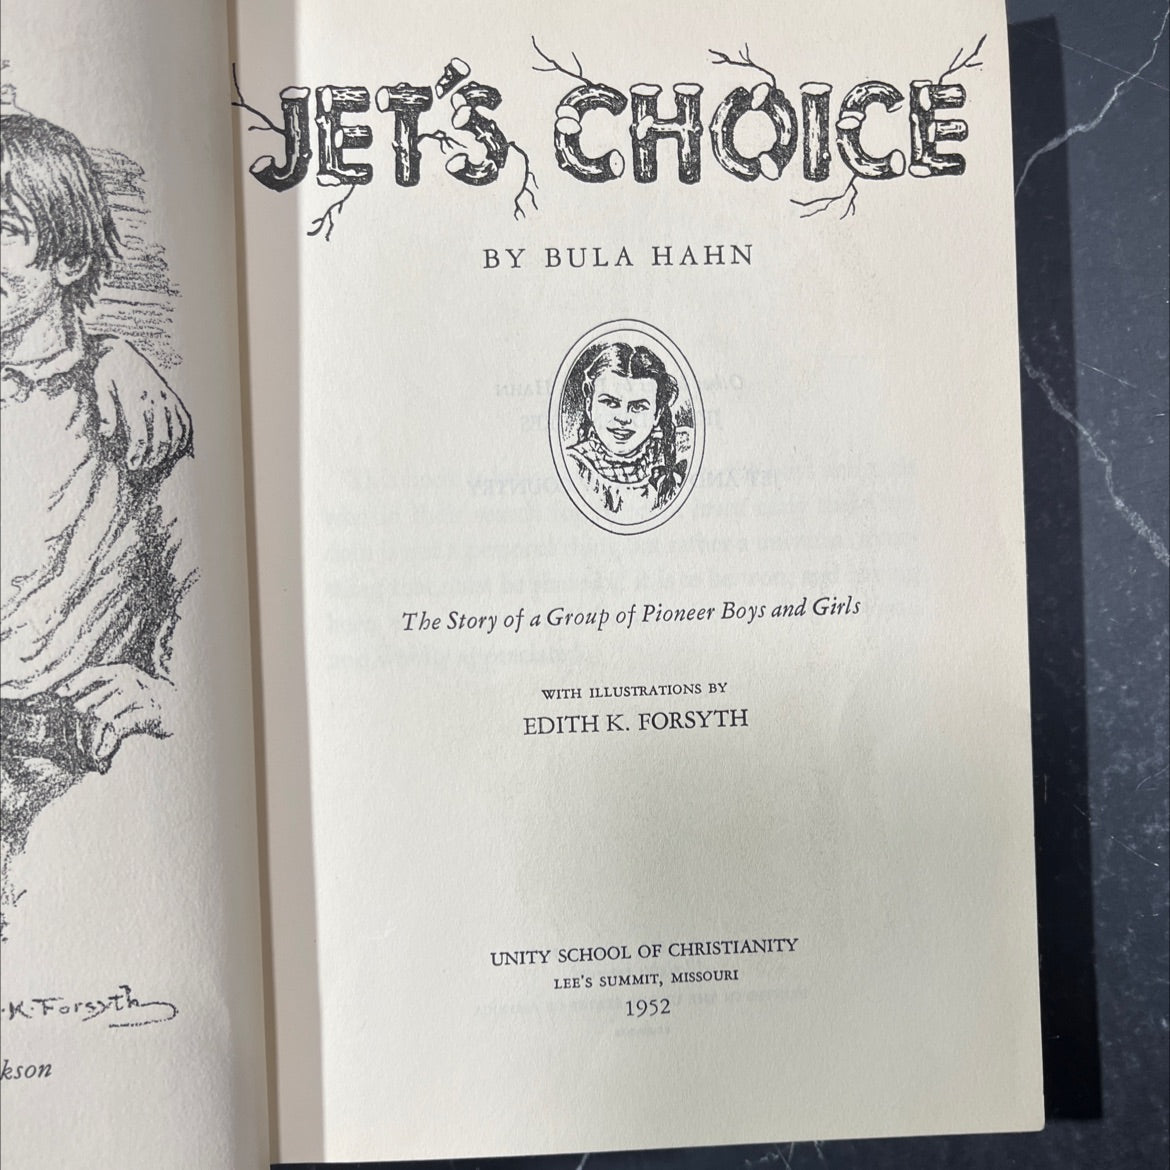 JET'S CHOICE
BY BULA HAHN
The Story of a Group of Pioneer Boys and Girls
WITH ILLUSTRATIONS BY
EDITH K. FORSYTH
UNITY SCHOOL OF CHRISTIANITY
LEE'S SUMMIT, MISSOURI
1952
K. Forsyth
kson